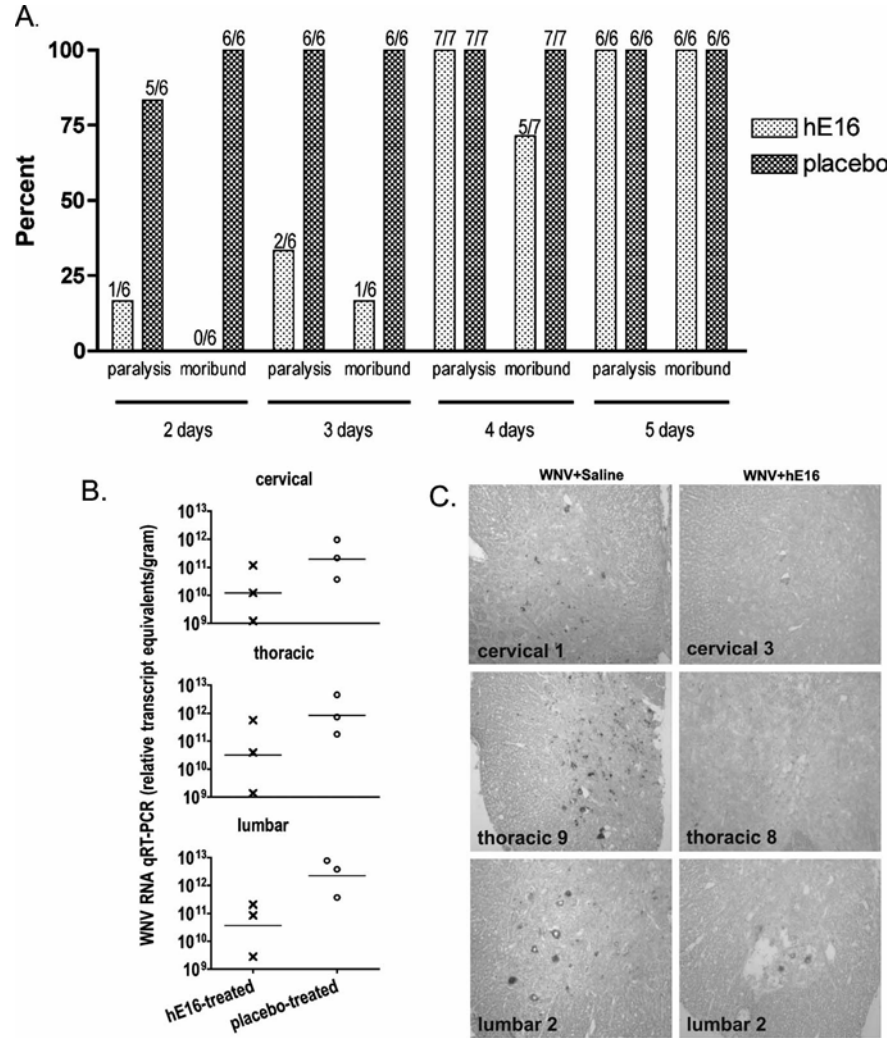 A.
6/6 6/6 6/6 7/7 7/7 7/7 6/6 6/6 6/6 6/6
100
5/6
hE16
75
5/7
placebo
Percent
50
2/6
25
1/6 1/6
0/6
0
paralysis moribund paralysis moribund paralysis moribund paralysis moribund
2 days 3 days 4 days 5 days
B.
WNV RNA qRT-PCR (relative transcript equivalents/gram)
cervical
10¹³
10¹²
10¹¹
10¹⁰
10⁹
thoracic
10¹³
10¹²
10¹¹
10¹⁰
10⁹
lumbar
10¹³
10¹²
10¹¹
10¹⁰
10⁹
hE16-treated placebo-treated
C.
WNV+Saline WNV+hE16
cervical 1 cervical 3
thoracic 9 thoracic 8
lumbar 2 lumbar 2